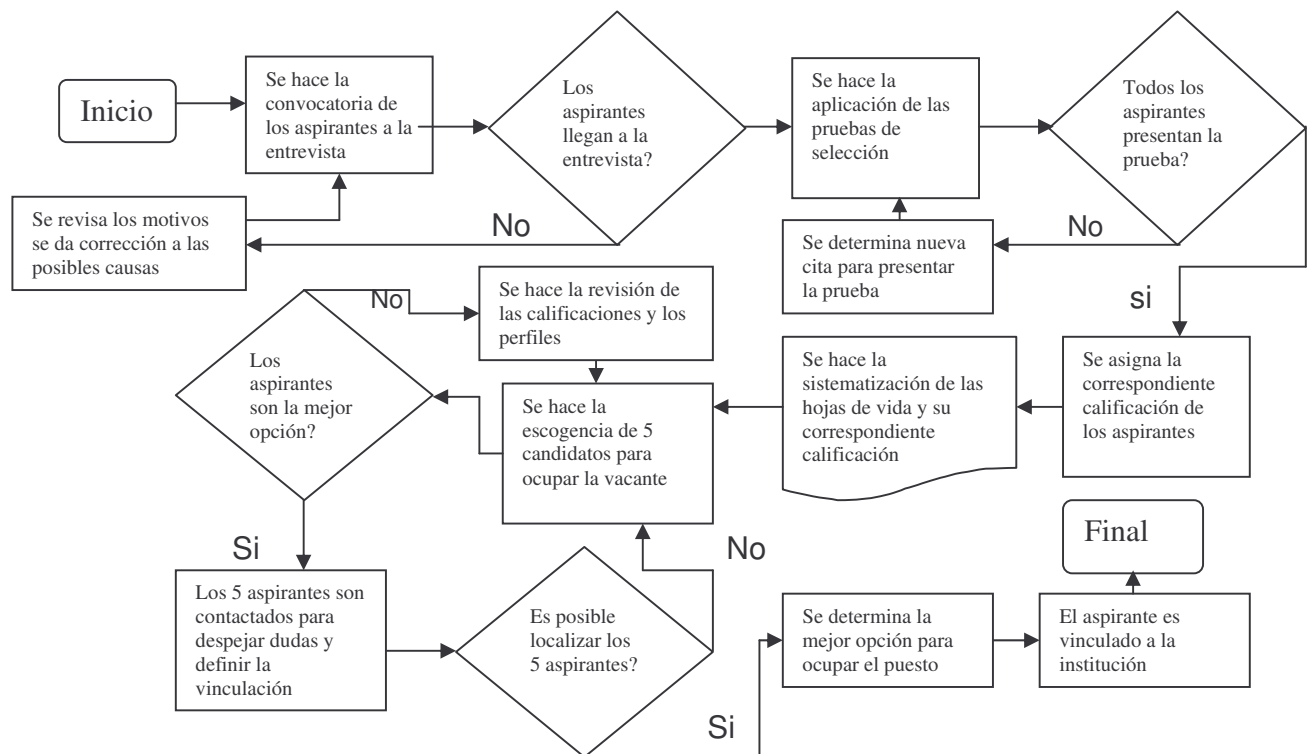 Inicio
Se hace la
convocatoria de
los aspirantes a la
entrevista
Los
aspirantes
llegan a la
entrevista?
Se hace la
aplicación de las
pruebas de
selección
Todos los
aspirantes
presentan la
prueba?
Se revisa los motivos
se da corrección a las
posibles causas
No
Se determina nueva
cita para presentar
la prueba
No
si
No
Se hace la revisión de
las calificaciones y los
perfiles
Los
aspirantes
son la mejor
opción?
Se hace la
escogencia de 5
candidatos para
ocupar la vacante
Se hace la
sistematización de las
hojas de vida y su
correspondiente
calificación
Se asigna la
correspondiente
calificación de
los aspirantes
Si
No
Final
Los 5 aspirantes son
contactados para
despejar dudas y
definir la
vinculación
Es posible
localizar los
5 aspirantes?
Se determina la
mejor opción para
ocupar el puesto
El aspirante es
vinculado a la
institución
Si